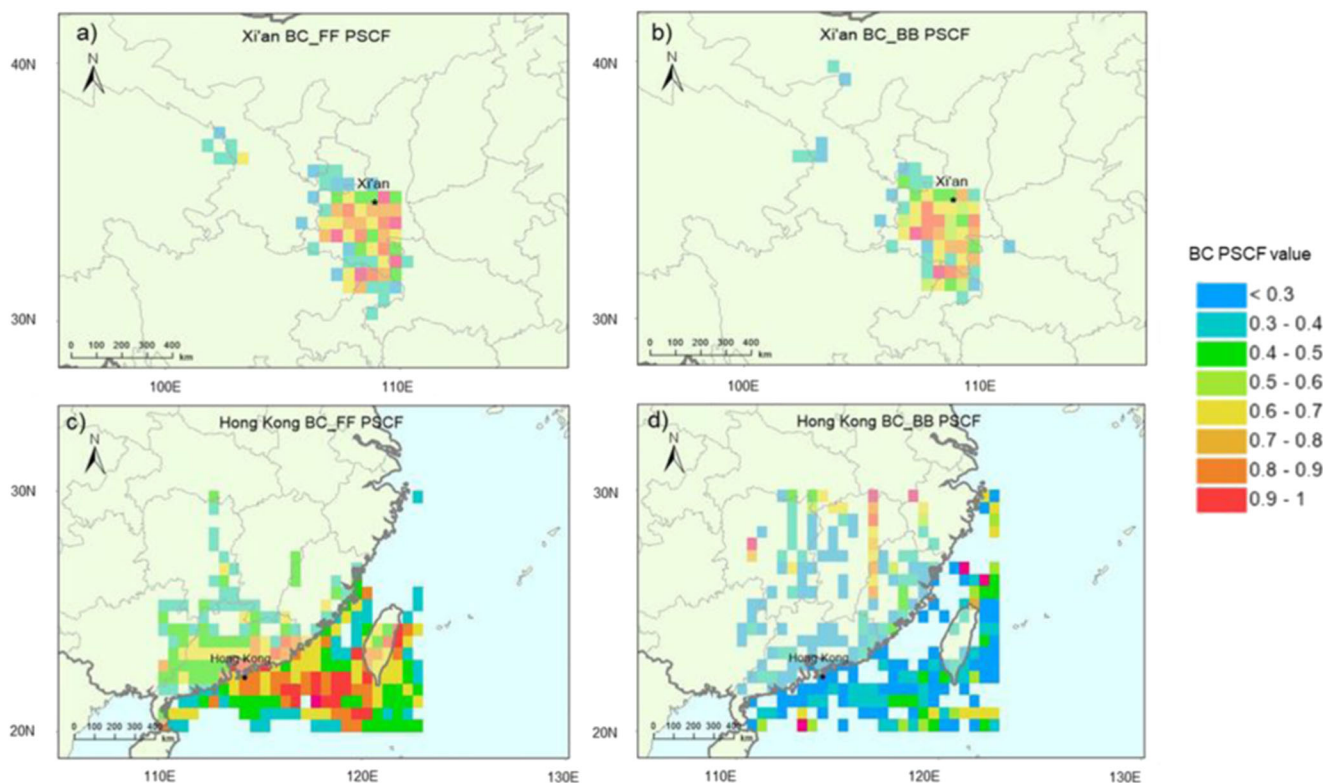 a)
Xi'an BC_FF PSCF
b)
Xi'an BC_BB PSCF
40N
N
40N
N
Xi'an
Xi'an
30N
30N
0 100 200 300 400
km
0 100 200 300 400
km
100E
110E
100E
110E
BC PSCF value
< 0.3
0.3 - 0.4
0.4 - 0.5
0.5 - 0.6
0.6 - 0.7
0.7 - 0.8
0.8 - 0.9
0.9 - 1
c)
Hong Kong BC_FF PSCF
d)
Hong Kong BC_BB PSCF
N
N
30N
30N
Hong Kong
Hong Kong
20N
0 100 200 300 400
km
20N
0 100 200 300 400
km
110E
120E
130E
110E
120E
130E